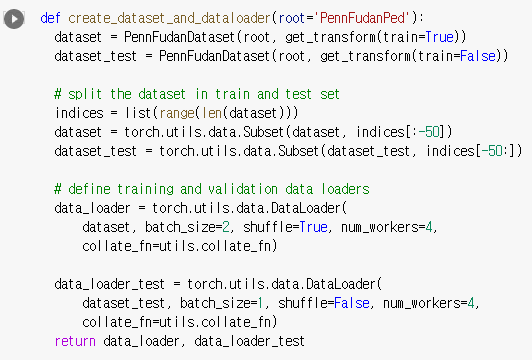 def create_dataset_and_dataloader(root='PennFudanPed'):
dataset = PennFudanDataset(root, get_transform(train=True))
dataset_test = PennFudanDataset(root, get_transform(train=False))
# split the dataset in train and test set
indices = list(range(len(dataset)))
dataset = torch.utils.data.Subset(dataset, indices[:-50])
dataset_test = torch.utils.data.Subset(dataset_test, indices[-50:])
# define training and validation data loaders
data_loader = torch.utils.data.DataLoader(
dataset, batch_size=2, shuffle=True, num_workers=4,
collate_fn=utils.collate_fn)
data_loader_test = torch.utils.data.DataLoader(
dataset_test, batch_size=1, shuffle=False, num_workers=4,
collate_fn=utils.collate_fn)
return data_loader, data_loader_test